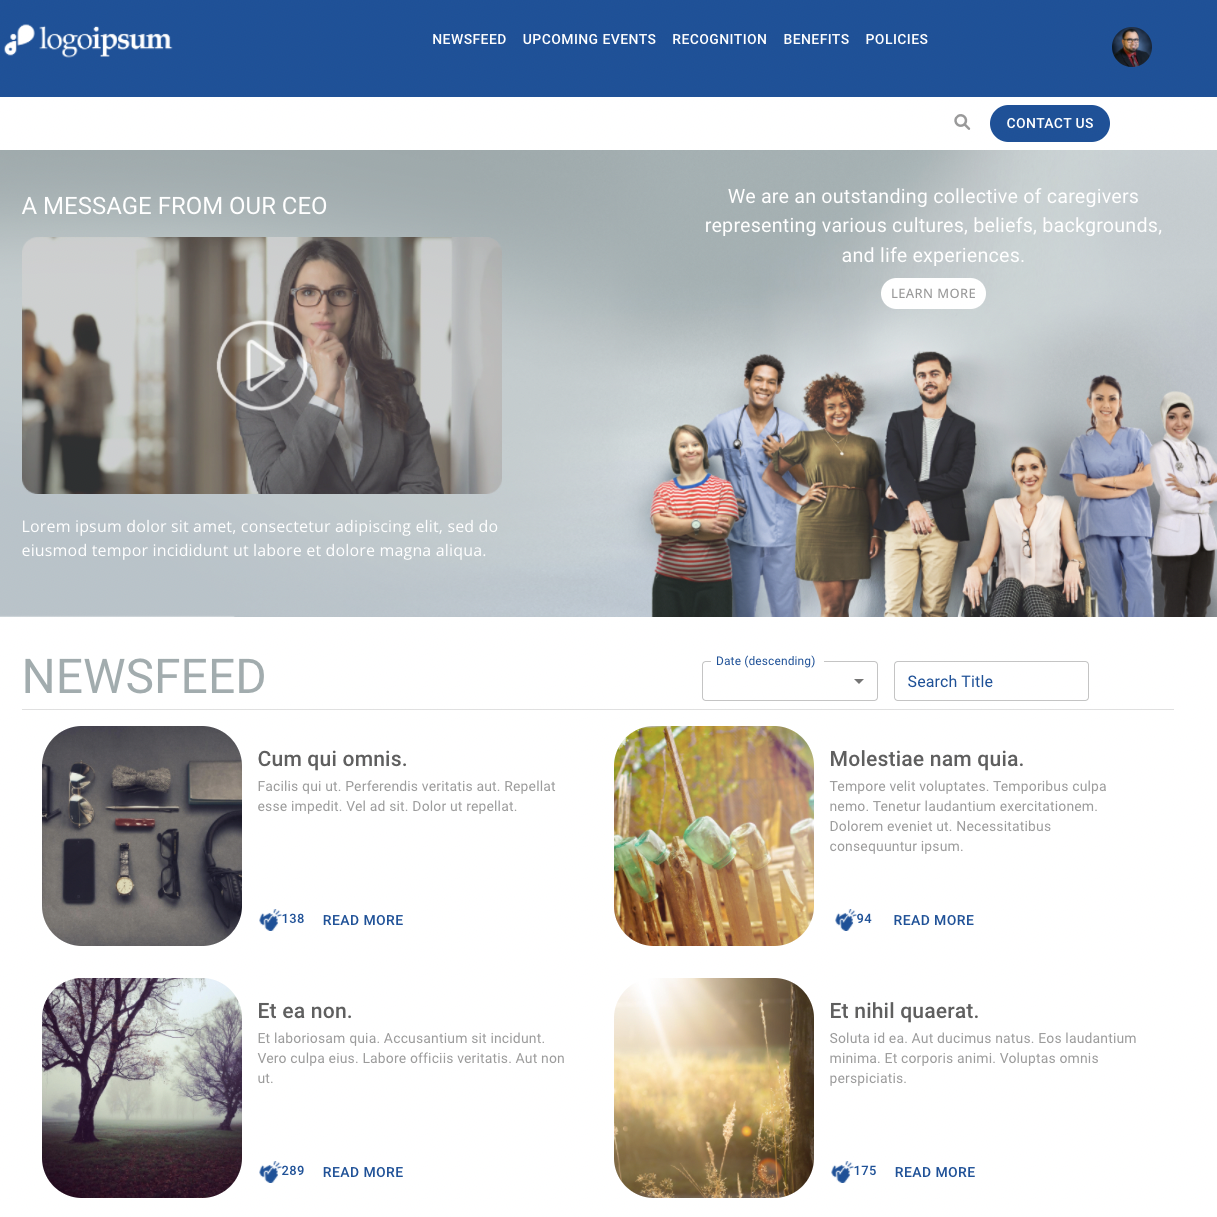 logoipsum
NEWSFEED UPCOMING EVENTS RECOGNITION BENEFITS POLICIES
CONTACT US
A MESSAGE FROM OUR CEO
Lorem ipsum dolor sit amet, consectetur adipiscing elit, sed do
eiusmod tempor incididunt ut labore et dolore magna aliqua.
We are an outstanding collective of caregivers
representing various cultures, beliefs, backgrounds,
and life experiences.
LEARN MORE
NEWSFEED
Date (descending)
Search Title
Cum qui omnis.
Facilis qui ut. Perferendis veritatis aut. Repellat
esse impedit. Vel ad sit. Dolor ut repellat.
138 READ MORE
Molestiae nam quia.
Tempore velit voluptates. Temporibus culpa
nemo. Tenetur laudantium exercitationem.
Dolorem eveniet ut. Necessitatibus
consequuntur ipsum.
94 READ MORE
Et ea non.
Et laboriosam quia. Accusantium sit incidunt.
Vero culpa eius. Labore officiis veritatis. Aut non
ut.
289 READ MORE
Et nihil quaerat.
Soluta id ea. Aut ducimus natus. Eos laudantium
minima. Et corporis animi. Voluptas omnis
perspiciatis.
175 READ MORE